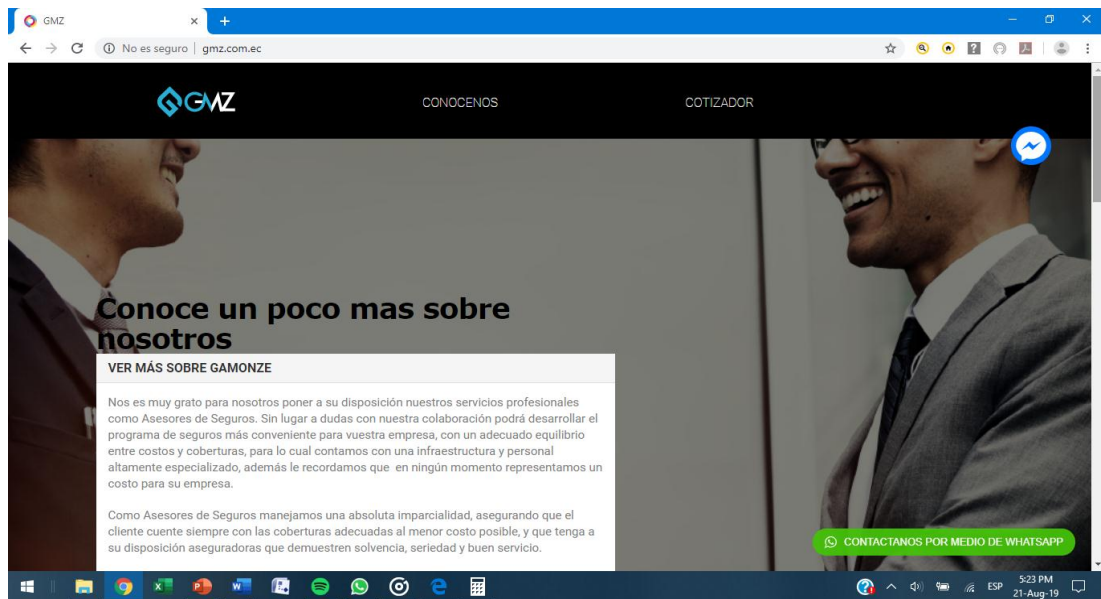 GMZ
No es seguro | gmz.com.ec
GMZ
CONOCENOS
COTIZADOR
Conoce un poco mas sobre
nosotros
VER MÁS SOBRE GAMONZE
Nos es muy grato para nosotros poner a su disposición nuestros servicios profesionales
como Asesores de Seguros. Sin lugar a dudas con nuestra colaboración podrá desarrollar el
programa de seguros más conveniente para vuestra empresa, con un adecuado equilibrio
entre costos y coberturas, para lo cual contamos con una infraestructura y personal
altamente especializado, además le recordamos que en ningún momento representamos un
costo para su empresa.
Como Asesores de Seguros manejamos una absoluta imparcialidad, asegurando que el
cliente cuente siempre con las coberturas adecuadas al menor costo posible, y que tenga a
su disposición aseguradoras que demuestren solvencia, seriedad y buen servicio.
CONTACTANOS POR MEDIO DE WHATSAPP
ESP
5:23 PM
21-Aug-19